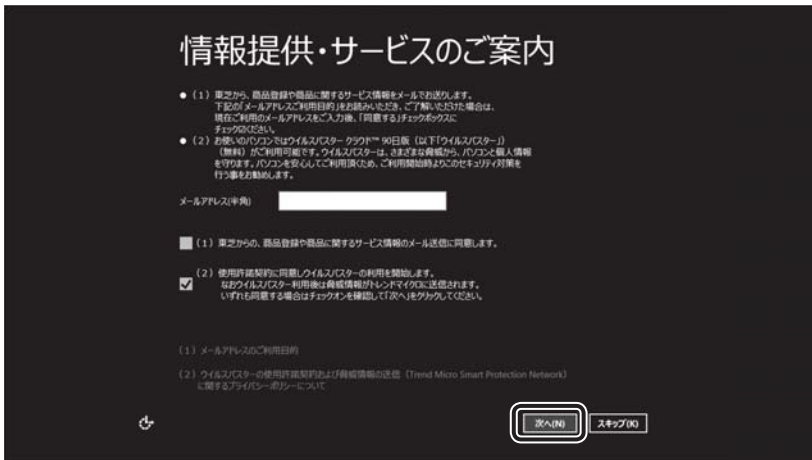 情報提供・サービスのご案内
● (1) 東芝から、商品登録や商品に関するサービス情報をメールでお送りします。
下記の「メールアドレスご利用目的」をお読みいただき、ご了解いただけた場合は、
現在ご利用のメールアドレスをご入力後、「同意する」チェックボックスに
チェックください。
● (2) お使いのパソコンではウイルスバスター クラウド™ 90日版 (以下「ウイルスバスター」)
(無料) がご利用可能です。ウイルスバスターは、さまざまな脅威から、パソコンと個人情報
を守ります。パソコンを安心してご利用頂くため、ご利用開始時よりこのセキュリティ対策を
行う事をお勧めします。
メールアドレス(半角)
(1) 東芝からの、商品登録や商品に関するサービス情報のメール送信に同意します。
(2) 使用許諾契約に同意しウイルスバスターの利用を開始します。
なおウイルスバスター利用後は脅威情報がトレンドマイクロに送信されます。
いずれも同意する場合はチェックオンを確認して「次へ」をクリックしてください。
(1) メールアドレスのご利用目的
(2) ウイルスバスターの使用許諾契約および脅威情報の送信 (Trend Micro Smart Protection Network)
に関するプライバシーポリシーについて
次へ(N) スキップ(K)